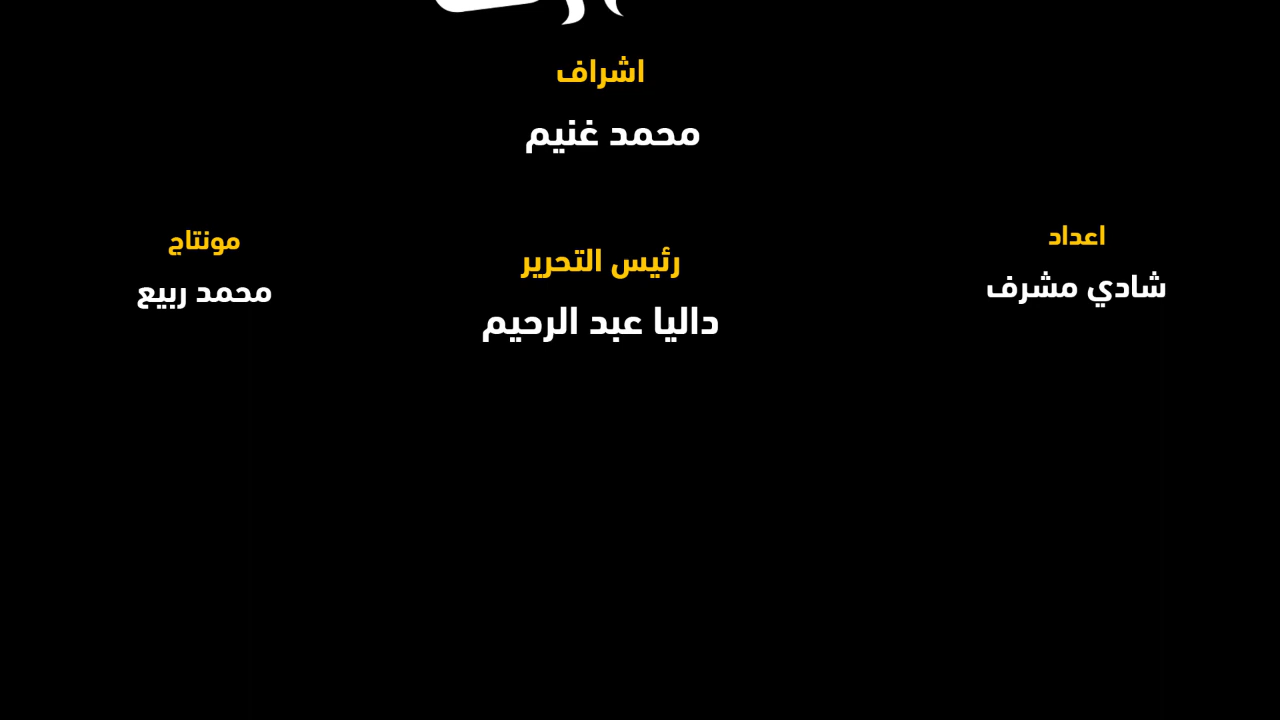 اشراف
محمد غنيم
اعداد
شادي مشرف
رئيس التحرير
داليا عبد الرحيم
مونتاج
محمد ربيع